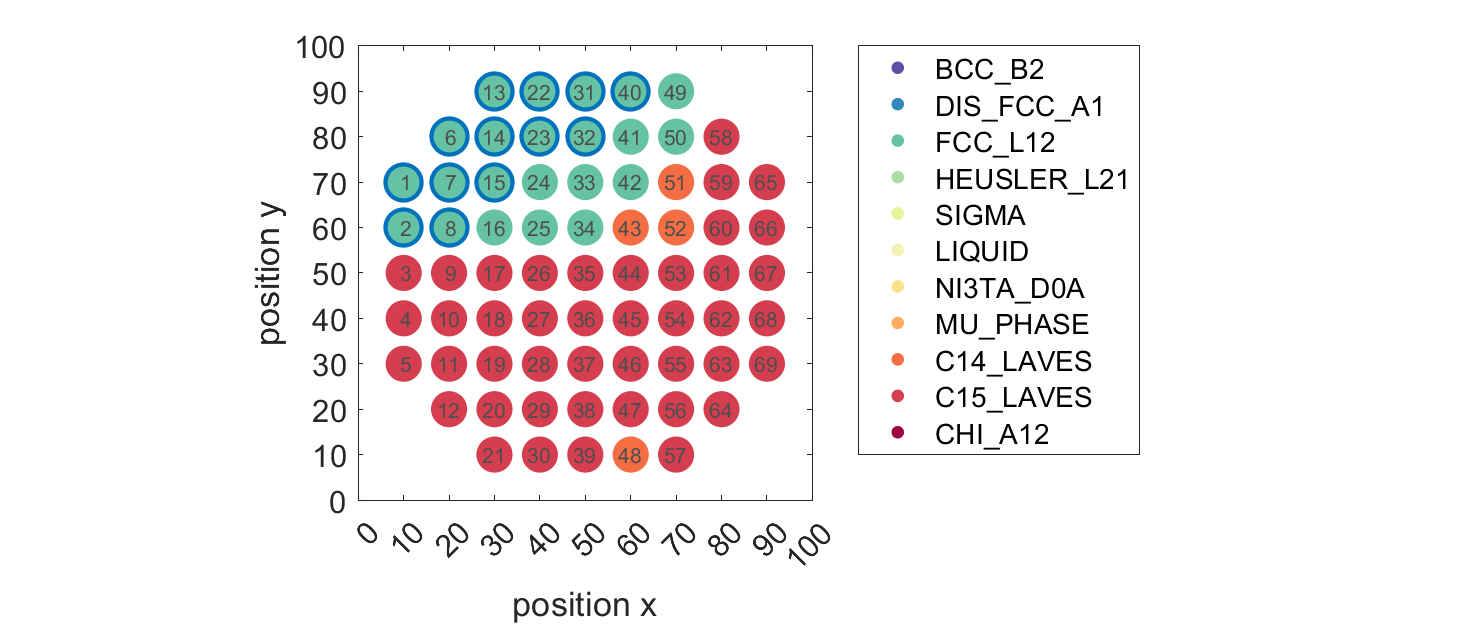 100
90
80
70
60
50
40
30
20
10
0
position y
13 22 31 40 49
6 14 23 32 41 50 58
1 7 15 24 33 42 51 59 65
2 8 16 25 34 43 52 60 66
3 9 17 26 35 44 53 61 67
4 10 18 27 36 45 54 62 68
5 11 19 28 37 46 55 63 69
12 20 29 38 47 56 64
21 30 39 48 57
0 10 20 30 40 50 60 70 80 90 100
position x
BCC_B2
DIS_FCC_A1
FCC_L12
HEUSLER_L21
SIGMA
LIQUID
NI3TA_D0A
MU_PHASE
C14_LAVES
C15_LAVES
CHI_A12